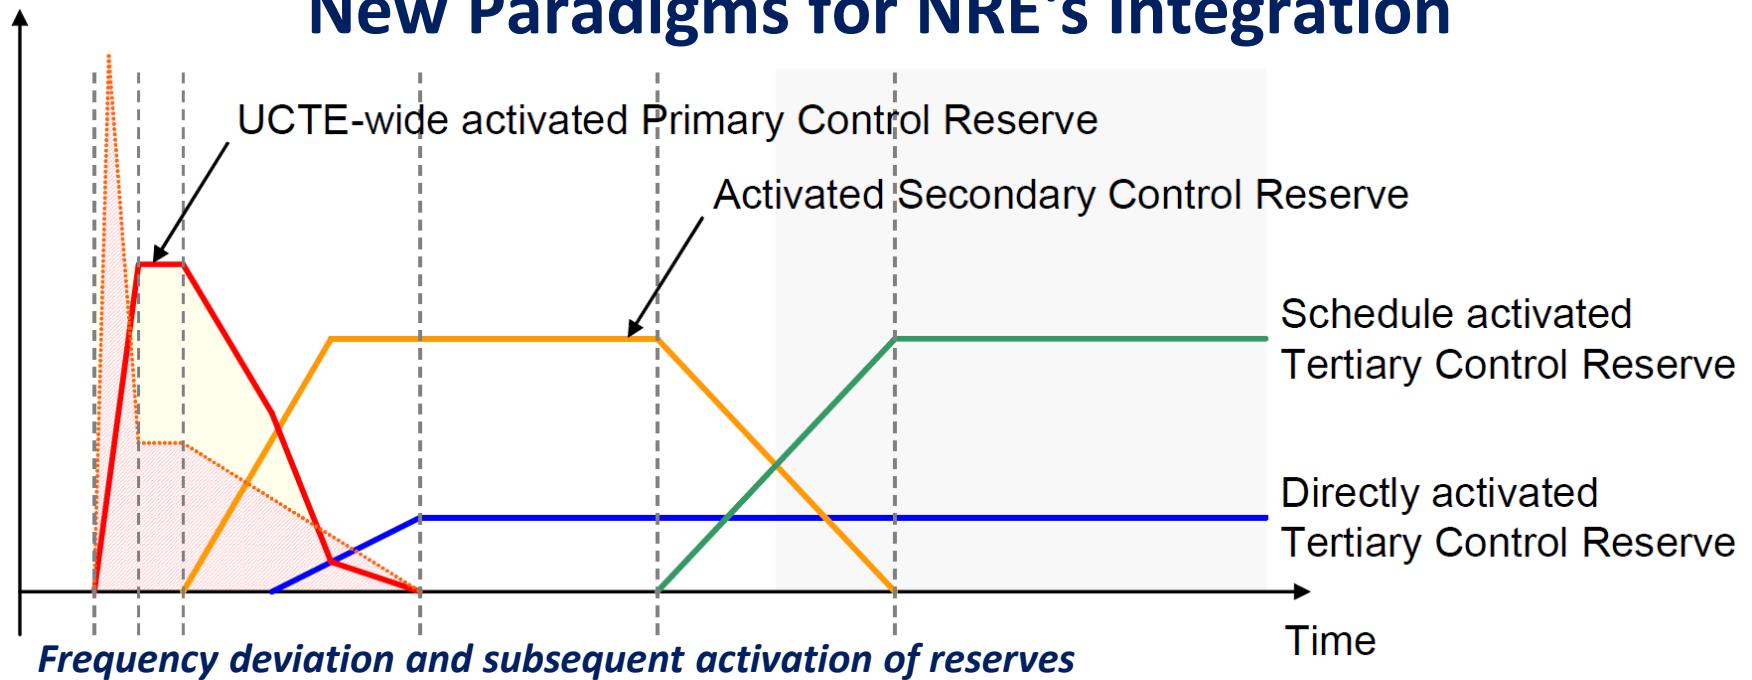 New Paradigms for NRE's Integration
UCTE-wide activated Primary Control Reserve
Activated Secondary Control Reserve
Schedule activated
Tertiary Control Reserve
Directly activated
Tertiary Control Reserve
Time
Frequency deviation and subsequent activation of reserves